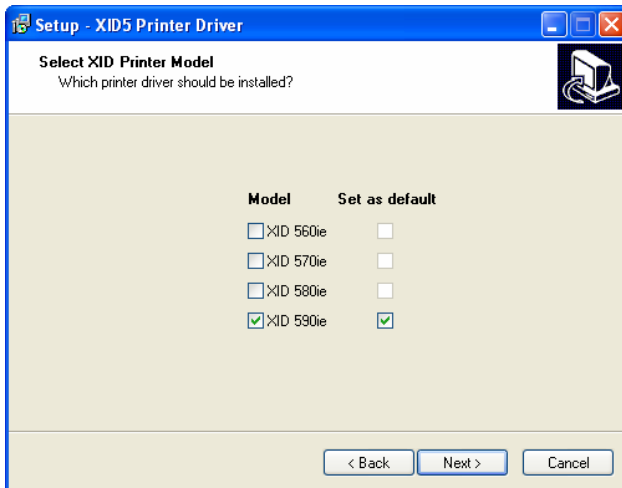 Setup - XID5 Printer Driver
Select XID Printer Model
Which printer driver should be installed?
Model Set as default
XID 560ie
XID 570ie
XID 580ie
XID 590ie
< Back Next > Cancel